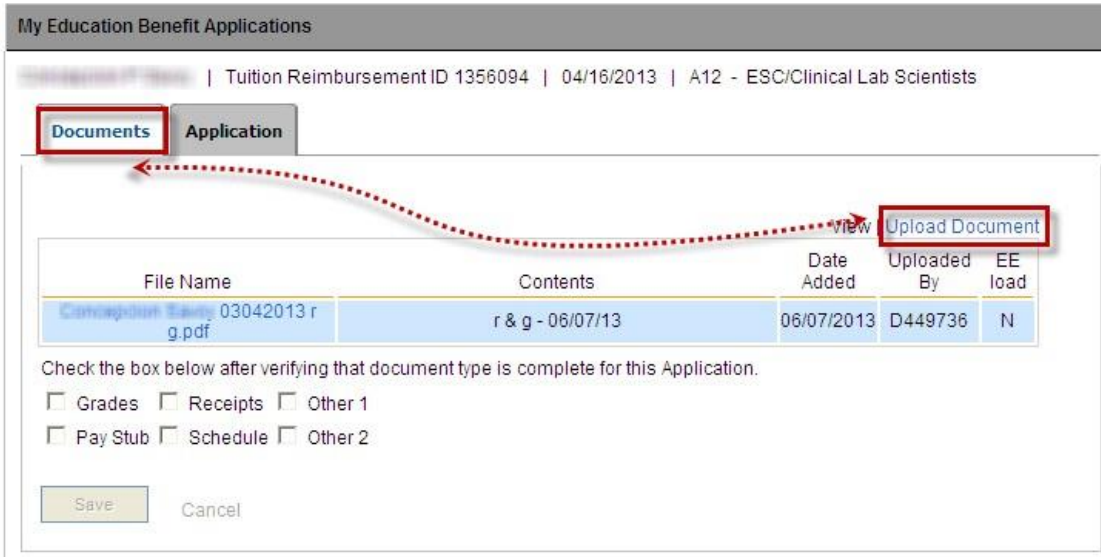 My Education Benefit Applications
| Tuition Reimbursement ID 1356094 | 04/16/2013 | A12 - ESC/Clinical Lab Scientists
Documents Application
View | Upload Document
File Name Contents Date Added Uploaded By EE load
03042013 r g.pdf r & g - 06/07/13 06/07/2013 D449736 N
Check the box below after verifying that document type is complete for this Application.
Grades Receipts Other 1
Pay Stub Schedule Other 2
Save Cancel